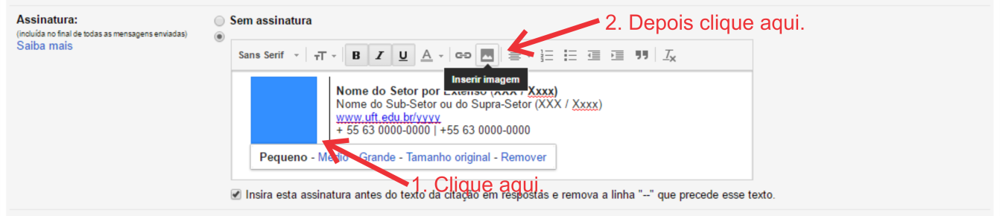 Assinatura:
(incluída no final de todas as mensagens enviadas)
Saiba mais
Sem assinatura
2. Depois clique aqui.
Sans Serif
Inserir imagem
Nome do Setor por Extenso (XXX / Xxxx)
Nome do Sub-Setor ou do Supra-Setor (XXX / Xxxx)
www.uft.edu.br/yyyy
+ 55 63 0000-0000 | +55 63 0000-0000
Pequeno - Médio - Grande - Tamanho original - Remover
1. Clique aqui.
Insira esta assinatura antes do texto da citação em respostas e remova a linha "--" que precede esse texto.